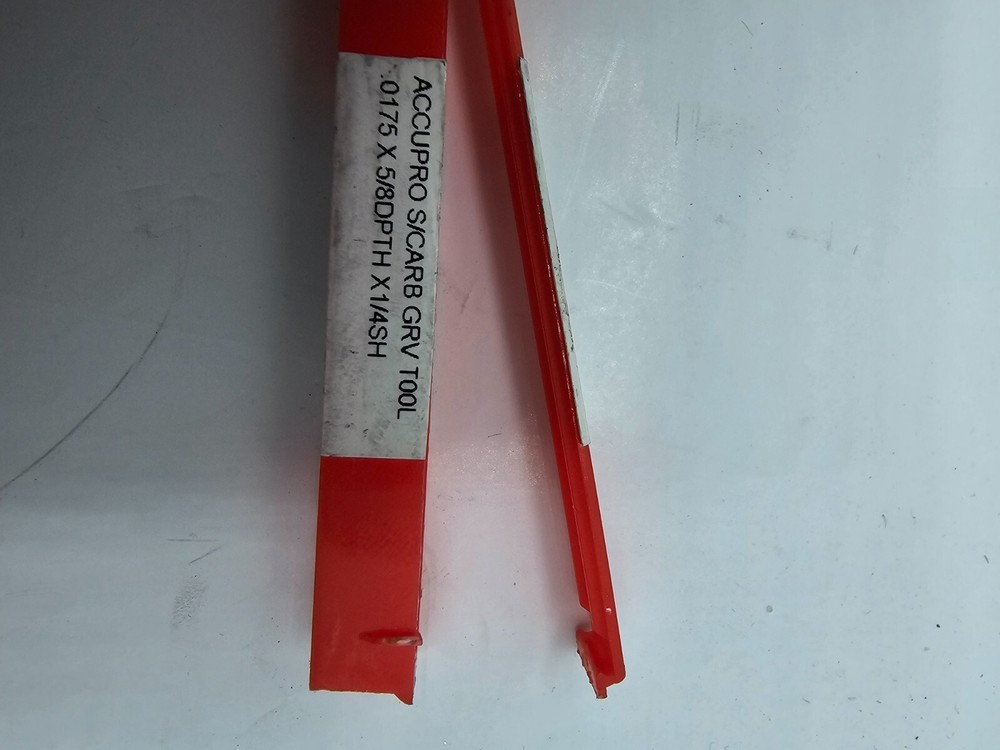 ACCUPRO S/CARB GRV TOOL
.0175 X 5/8DPTH X1/4SH